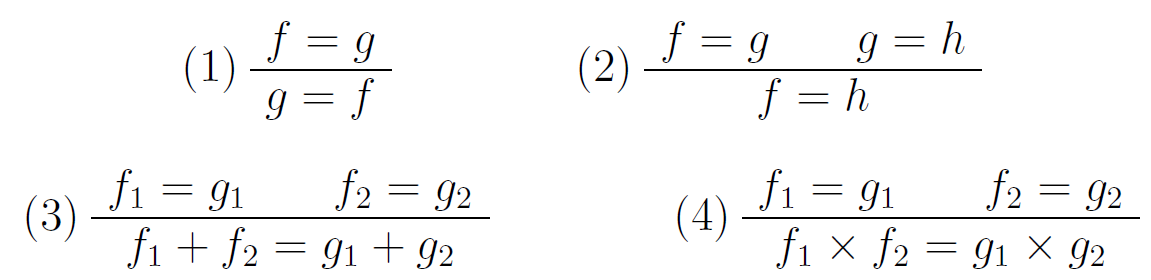 (1) f = g
g = f
(2) f = g g = h
f = h
(3) f₁ = g₁ f₂ = g₂
f₁ + f₂ = g₁ + g₂
(4) f₁ = g₁ f₂ = g₂
f₁ × f₂ = g₁ × g₂